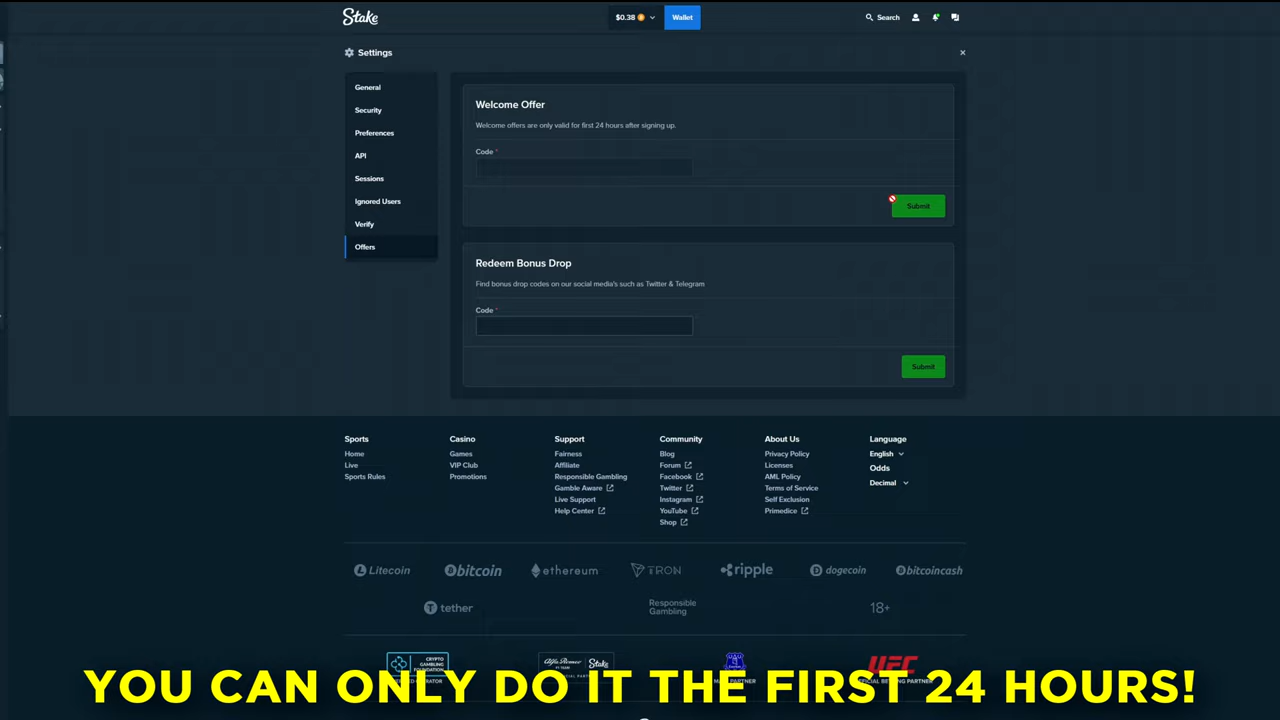 Stake
$0.38
Wallet
Search
Settings
General
Security
Preferences
API
Sessions
Ignored Users
Verify
Offers
Welcome Offer
Welcome offers are only valid for first 24 hours after signing up.
Code *
Submit
Redeem Bonus Drop
Find bonus drop codes on our social media's such as Twitter & Telegram
Code *
Submit
Sports
Home
Live
Sports Rules
Casino
Games
VIP Club
Promotions
Support
Fairness
Affiliate
Responsible Gambling
Gamble Aware
Live Support
Help Center
Community
Blog
Forum
Facebook
Twitter
Instagram
YouTube
Shop
About Us
Privacy Policy
Licenses
AML Policy
Terms of Service
Self Exclusion
Primedice
Language
English
Odds
Decimal
Litecoin
bitcoin
ethereum
TRON
ripple
dogecoin
bitcoincash
tether
Responsible
Gambling
18+
CRYPTO
GAMBLING
Alfa Romeo
Stake
UFC
YOU CAN ONLY DO IT THE FIRST 24 HOURS!